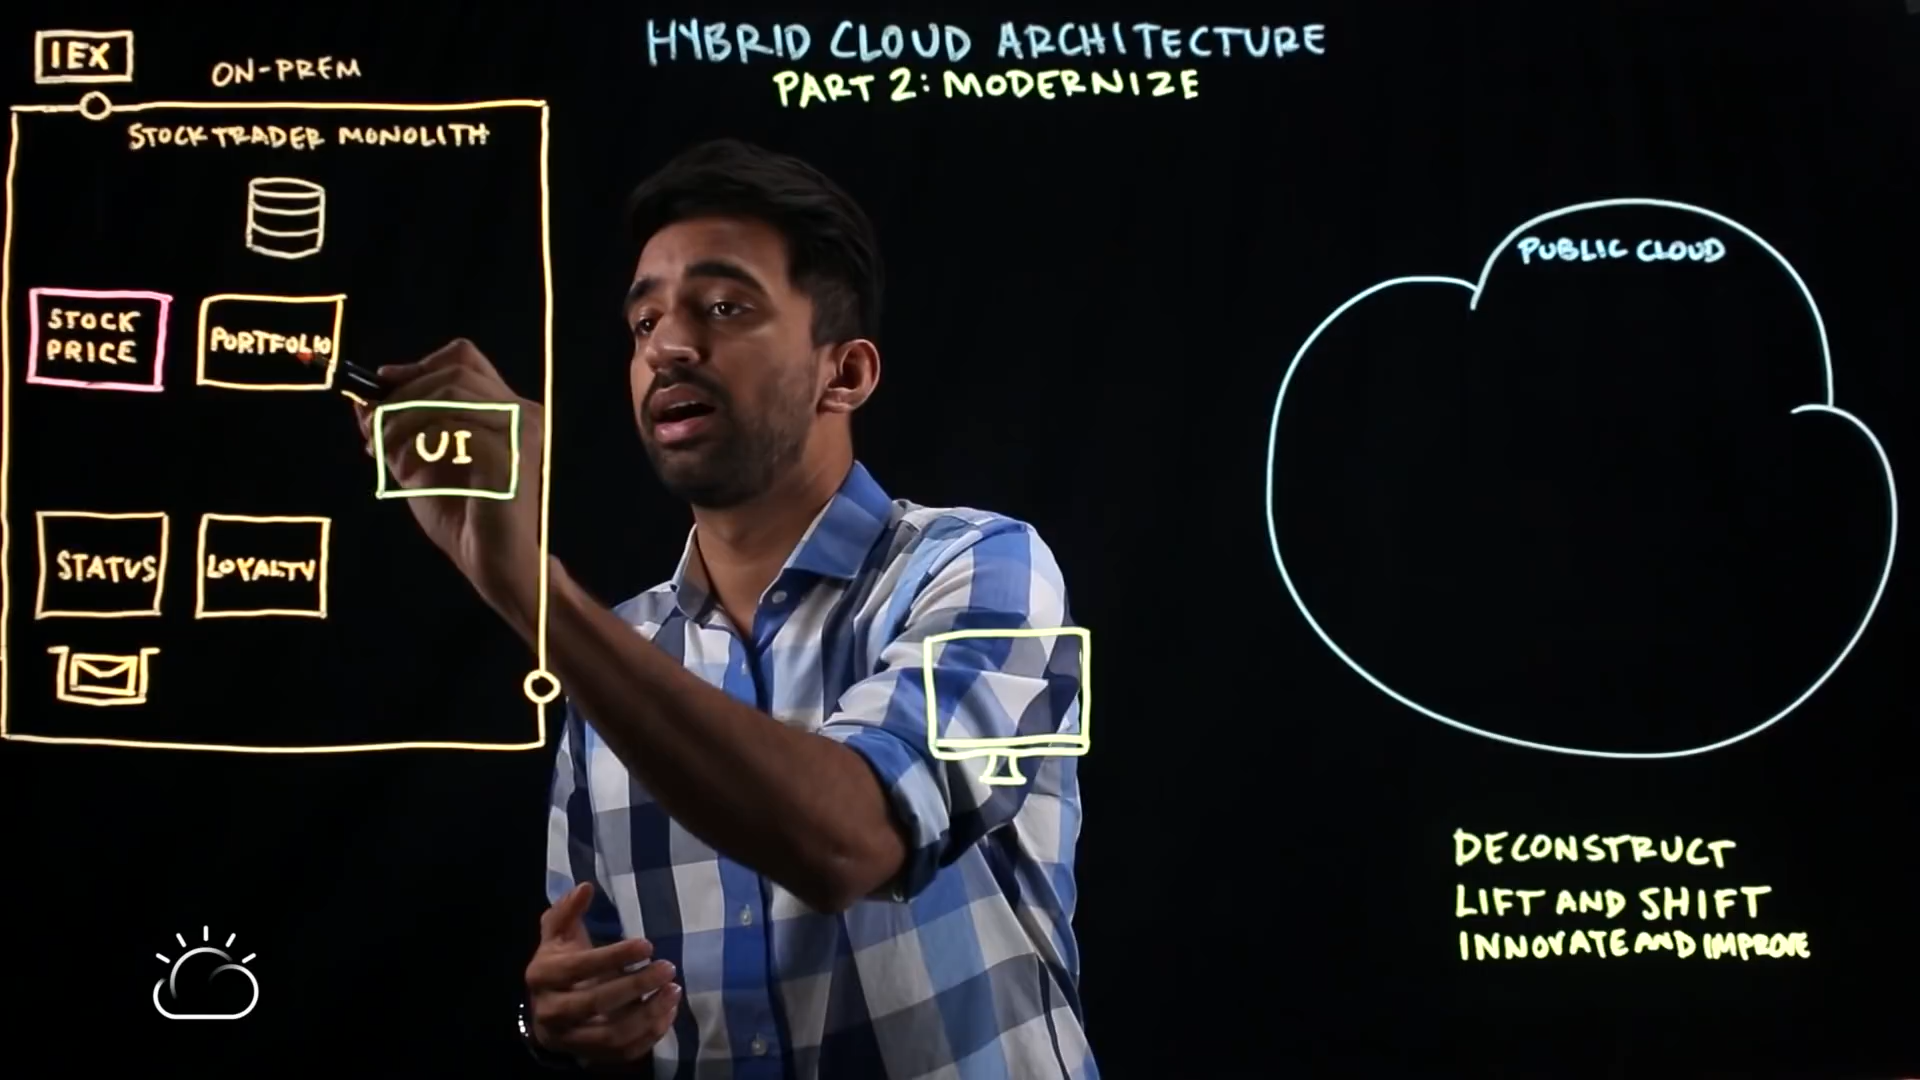 IEX
ON-PREM
HYBRID CLOUD ARCHITECTURE
PART 2: MODERNIZE
STOCK TRADER MONOLITH
STOCK
PRICE
PORTFOLIO
UI
STATUS
LOYALTY
PUBLIC CLOUD
DECONSTRUCT
LIFT AND SHIFT
INNOVATE AND IMPROVE